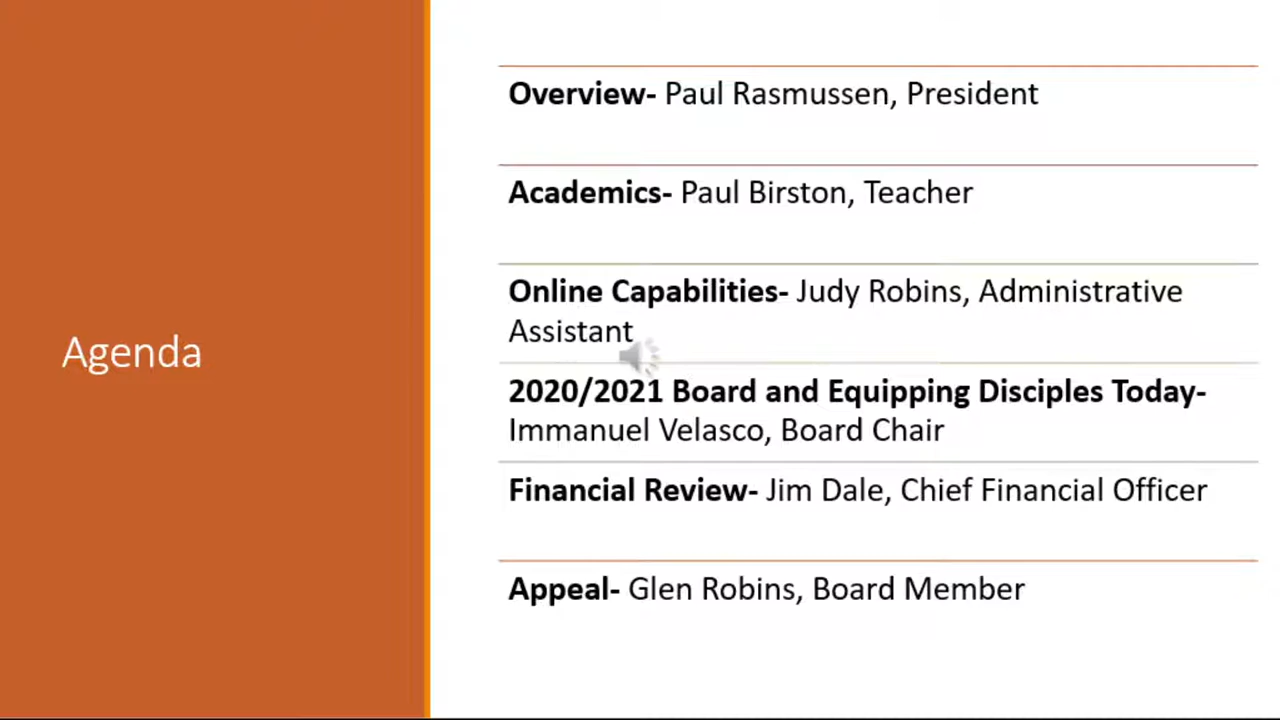 Agenda
Overview- Paul Rasmussen, President
Academics- Paul Birston, Teacher
Online Capabilities- Judy Robins, Administrative
Assistant
2020/2021 Board and Equipping Disciples Today-
Immanuel Velasco, Board Chair
Financial Review- Jim Dale, Chief Financial Officer
Appeal- Glen Robins, Board Member